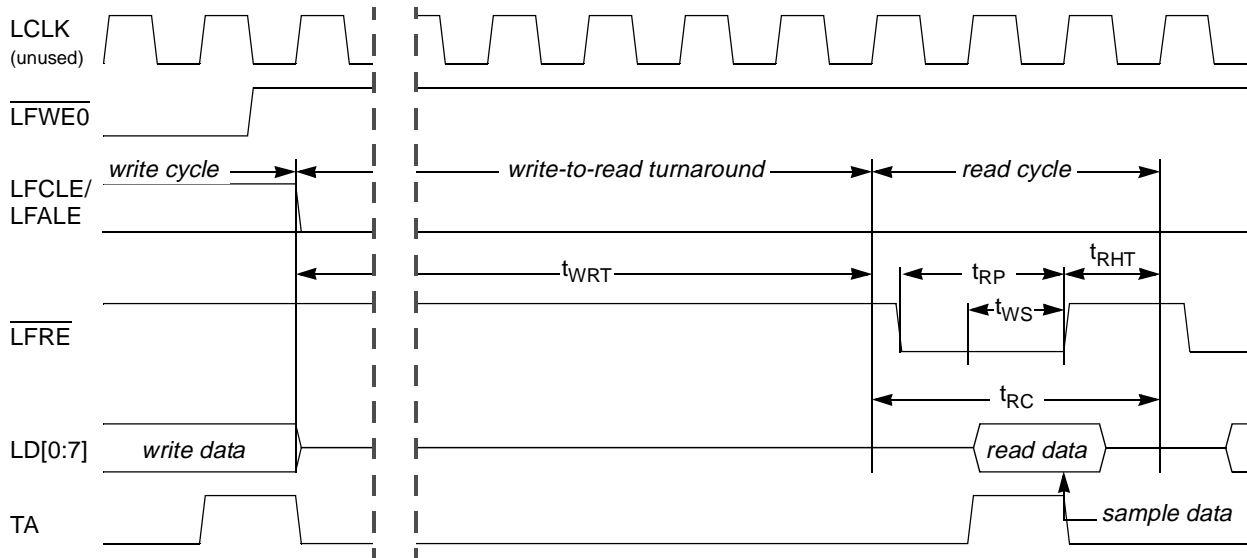 LCLK
(unused)
LFWE0
write cycle
write-to-read turnaround
read cycle
LFCLE/
LFALE
tWRT
tRP
tRHT
tWS
LFRE
tRC
LD[0:7]
write data
read data
sample data
TA